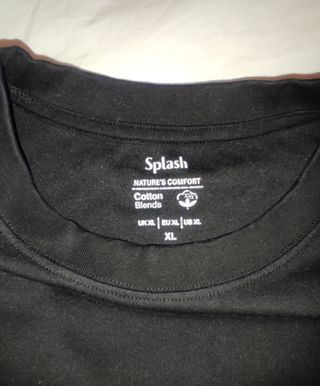 Splash
NATURE'S COMFORT
Cotton
Blends
UK XL | EU XL | US XL
XL